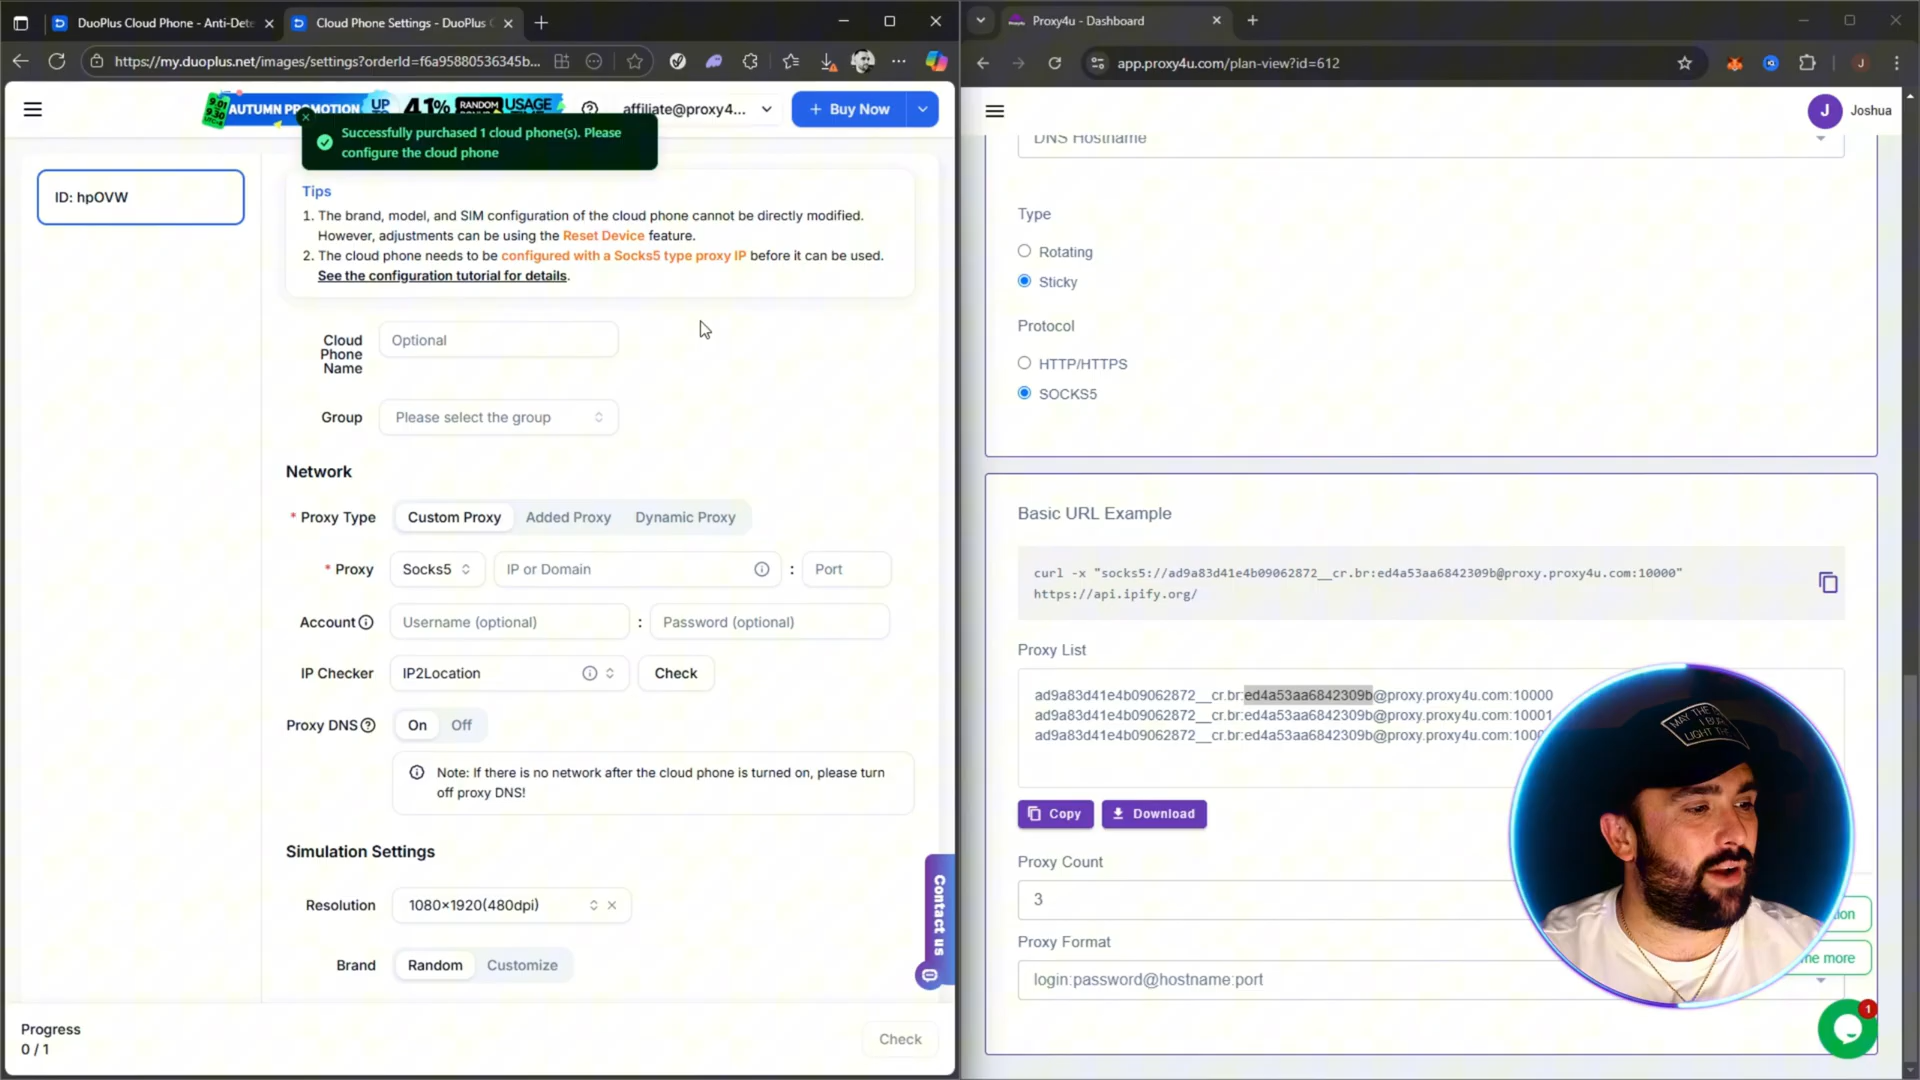 DuoPlus Cloud Phone - Anti-Dete
Cloud Phone Settings - DuoPlus C
https://my.duoplus.net/images/settings?orderId=f6a95880536345b...
AUTUMN PROMOTION UP TO 41% RANDOM USAGE
affiliate@proxy4...
+ Buy Now
Successfully purchased 1 cloud phone(s). Please
configure the cloud phone
ID: hpOVW
Tips
1. The brand, model, and SIM configuration of the cloud phone cannot be directly modified.
However, adjustments can be using the Reset Device feature.
2. The cloud phone needs to be configured with a Socks5 type proxy IP before it can be used.
See the configuration tutorial for details.
Cloud
Phone
Name
Optional
Group
Please select the group
Network
* Proxy Type
Custom Proxy
Added Proxy
Dynamic Proxy
* Proxy
Socks5
IP or Domain
:
Port
Account
Username (optional)
:
Password (optional)
IP Checker
IP2Location
Check
Proxy DNS
On
Off
Note: If there is no network after the cloud phone is turned on, please turn
off proxy DNS!
Simulation Settings
Resolution
1080×1920(480dpi)
Brand
Random
Customize
Contact us
Progress
0 / 1
Check
Proxy4u - Dashboard
app.proxy4u.com/plan-view?id=612
J
J
Joshua
DNS Hostname
Type
Rotating
Sticky
Protocol
HTTP/HTTPS
SOCKS5
Basic URL Example
curl -x "socks5://ad9a83d41e4b09062872__cr.br:ed4a53aa6842309b@proxy.proxy4u.com:10000"
https://api.ipify.org/
Proxy List
ad9a83d41e4b09062872__cr.br:ed4a53aa6842309b@proxy.proxy4u.com:10000
ad9a83d41e4b09062872__cr.br:ed4a53aa6842309b@proxy.proxy4u.com:10001
ad9a83d41e4b09062872__cr.br:ed4a53aa6842309b@proxy.proxy4u.com:1000
Copy
Download
Proxy Count
3
Proxy Format
login:password@hostname:port
ion
me more
1
MAY THE
I BU
LIGHT TH